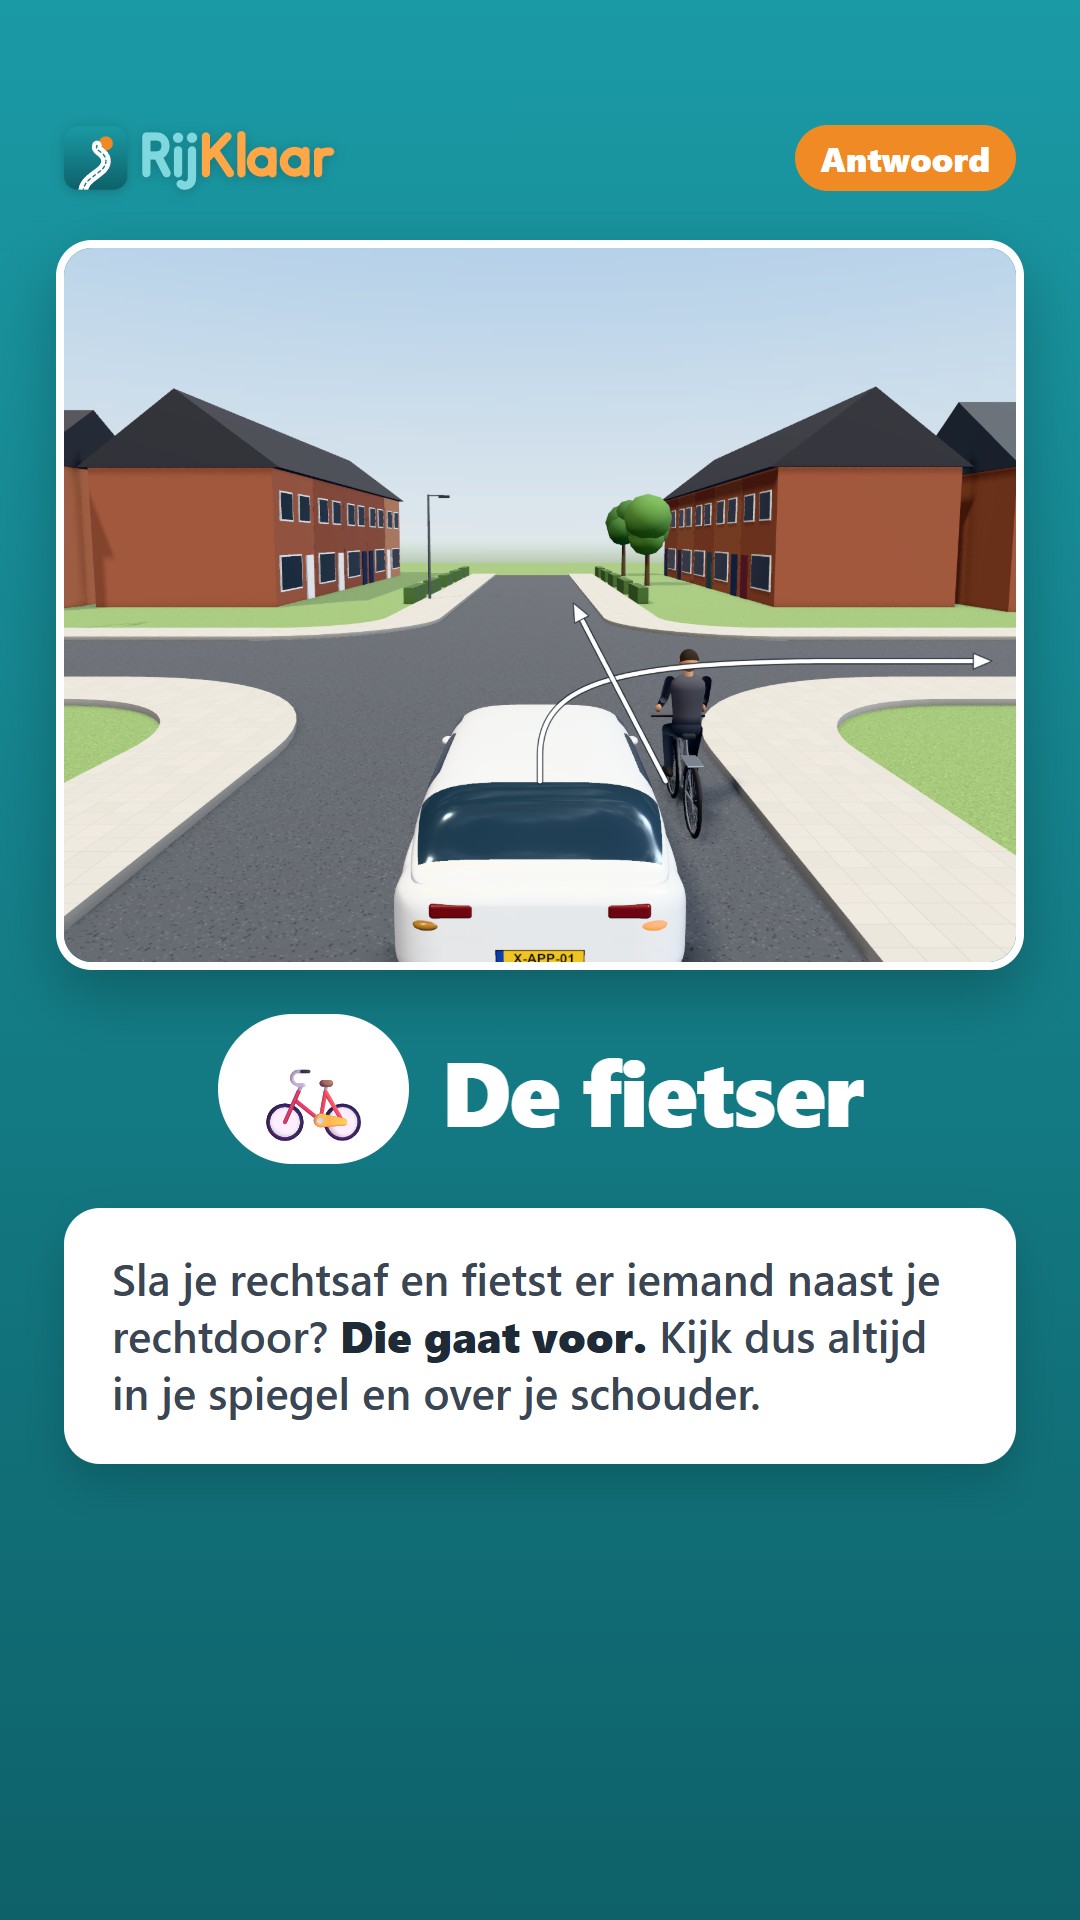 RijKlaar
Antwoord
X-APP-01
De fietser
Sla je rechtsaf en fietst er iemand naast je
rechtdoor? Die gaat voor. Kijk dus altijd
in je spiegel en over je schouder.